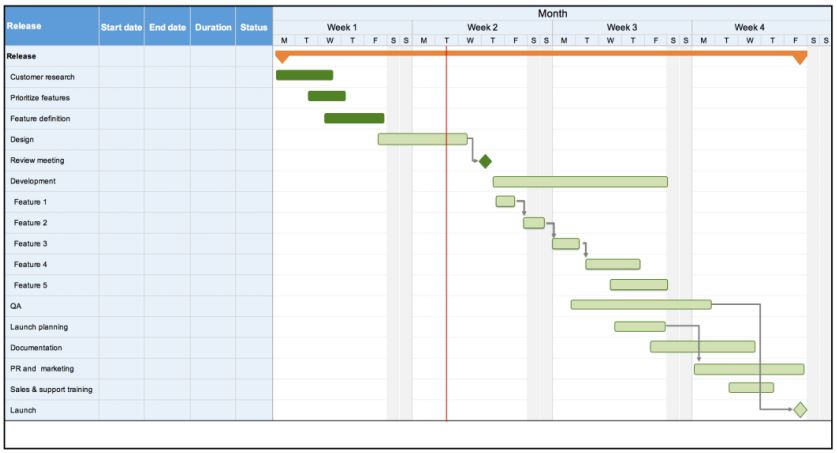 Month
Release Start date End date Duration Status Week 1 Week 2 Week 3 Week 4
M T W T F S S M T W T F S S M T W T F S S M T W T F S S
Release
Customer research
Prioritize features
Feature definition
Design
Review meeting
Development
Feature 1
Feature 2
Feature 3
Feature 4
Feature 5
QA
Launch planning
Documentation
PR and marketing
Sales & support training
Launch